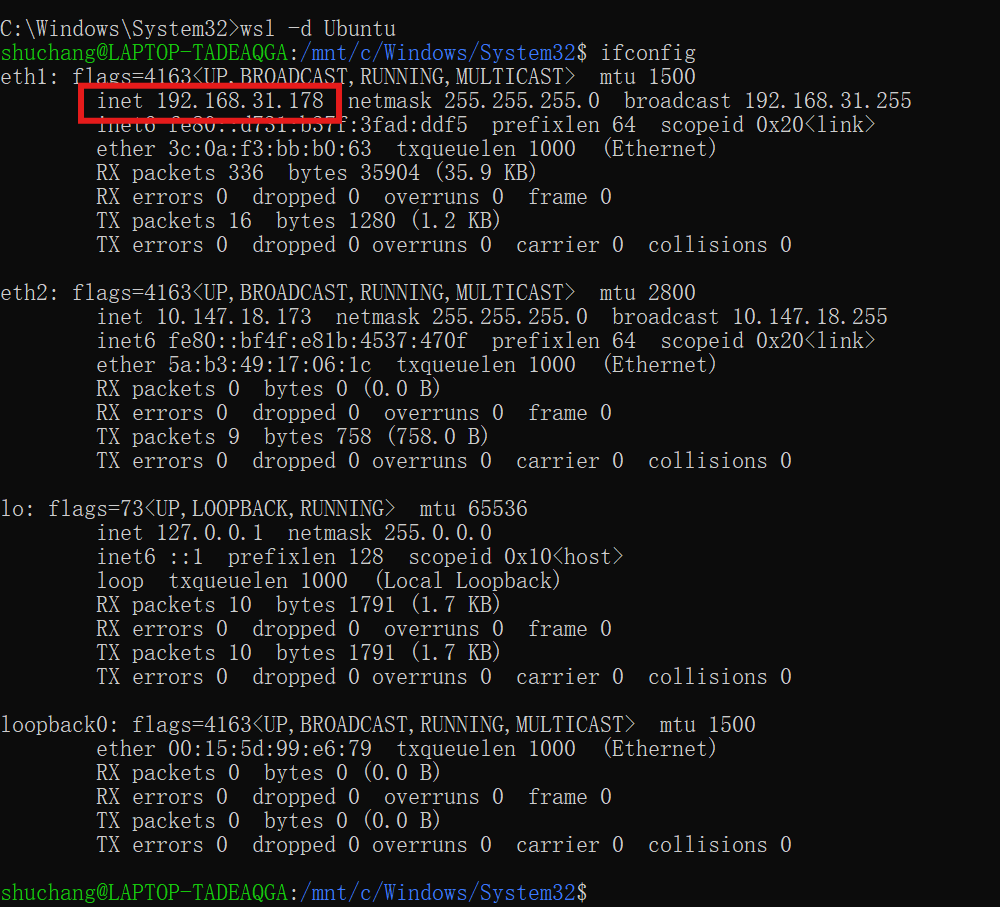 C:\Windows\System32>wsl -d Ubuntu
shuchang@LAPTOP-TADEAQGA:/mnt/c/Windows/System32$ ifconfig
eth1: flags=4163<UP,BROADCAST,RUNNING,MULTICAST>  mtu 1500
        inet 192.168.31.178  netmask 255.255.255.0  broadcast 192.168.31.255
        inet6 fe80::d731:b37f:3fad:ddf5  prefixlen 64  scopeid 0x20<link>
        ether 3c:0a:f3:bb:b0:63  txqueuelen 1000  (Ethernet)
        RX packets 336  bytes 35904 (35.9 KB)
        RX errors 0  dropped 0  overruns 0  frame 0
        TX packets 16  bytes 1280 (1.2 KB)
        TX errors 0  dropped 0 overruns 0  carrier 0  collisions 0

eth2: flags=4163<UP,BROADCAST,RUNNING,MULTICAST>  mtu 2800
        inet 10.147.18.173  netmask 255.255.255.0  broadcast 10.147.18.255
        inet6 fe80::bf4f:e81b:4537:470f  prefixlen 64  scopeid 0x20<link>
        ether 5a:b3:49:17:06:1c  txqueuelen 1000  (Ethernet)
        RX packets 0  bytes 0 (0.0 B)
        RX errors 0  dropped 0  overruns 0  frame 0
        TX packets 9  bytes 758 (758.0 B)
        TX errors 0  dropped 0 overruns 0  carrier 0  collisions 0

lo: flags=73<UP,LOOPBACK,RUNNING>  mtu 65536
        inet 127.0.0.1  netmask 255.0.0.0
        inet6 ::1  prefixlen 128  scopeid 0x10<host>
        loop  txqueuelen 1000  (Local Loopback)
        RX packets 10  bytes 1791 (1.7 KB)
        RX errors 0  dropped 0  overruns 0  frame 0
        TX packets 10  bytes 1791 (1.7 KB)
        TX errors 0  dropped 0 overruns 0  carrier 0  collisions 0

loopback0: flags=4163<UP,BROADCAST,RUNNING,MULTICAST>  mtu 1500
        ether 00:15:5d:99:e6:79  txqueuelen 1000  (Ethernet)
        RX packets 0  bytes 0 (0.0 B)
        RX errors 0  dropped 0  overruns 0  frame 0
        TX packets 0  bytes 0 (0.0 B)
        TX errors 0  dropped 0 overruns 0  carrier 0  collisions 0

shuchang@LAPTOP-TADEAQGA:/mnt/c/Windows/System32$